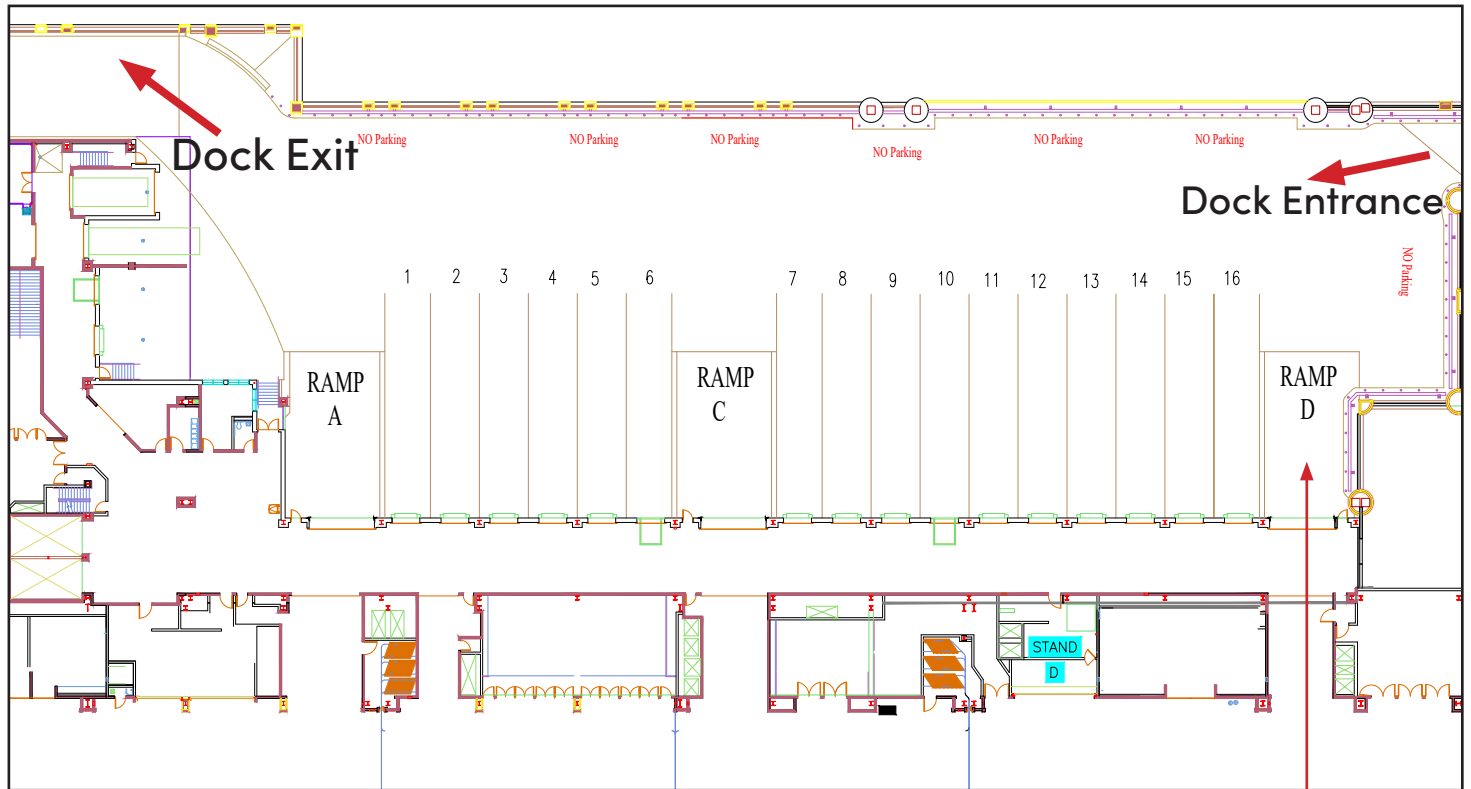 Dock Exit
NO Parking
NO Parking
NO Parking
NO Parking
NO Parking
NO Parking
Dock Entrance
NO Parking
1 2 3 4 5 6 7 8 9 10 11 12 13 14 15 16
RAMP
A
RAMP
C
RAMP
D
STAND
D